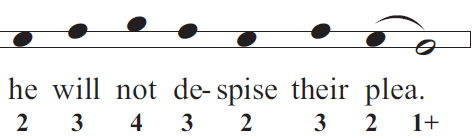 he will not de-spise their plea.
2 3 4 3 2 3 2 1+